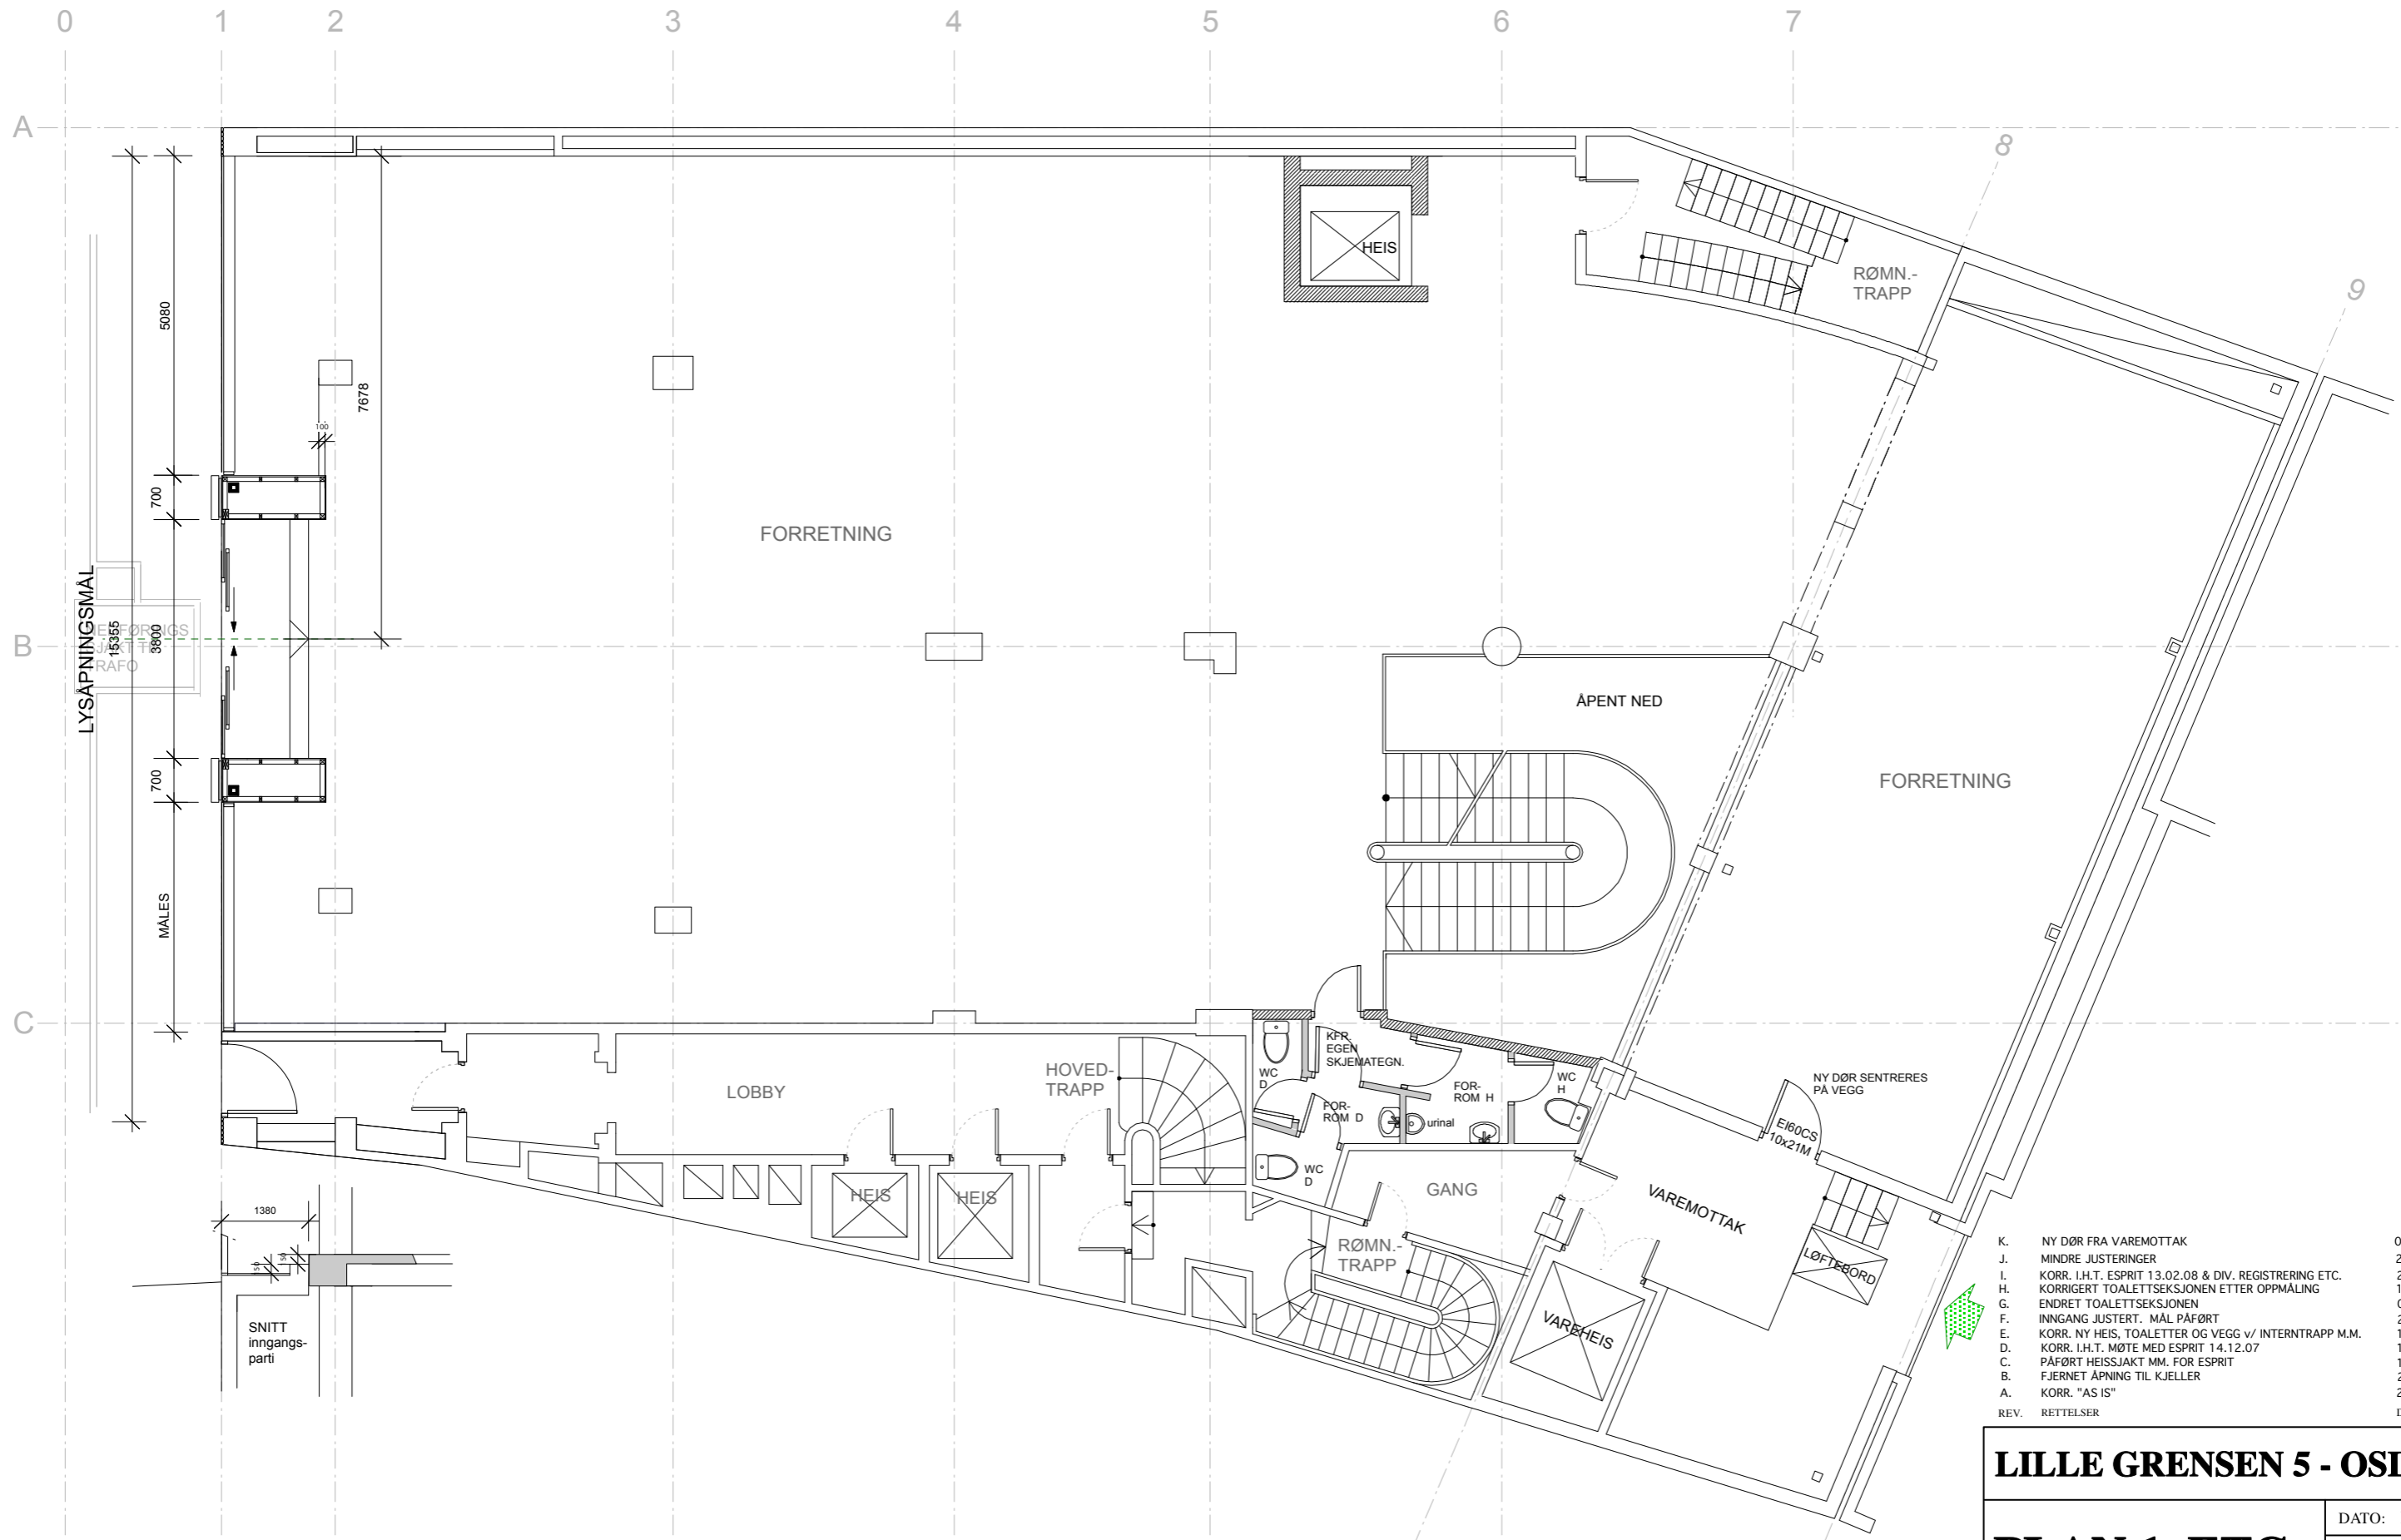 0 1 2 3 4 5 6 7
8
9
A
B
C
5080
7678
100
700
3800
15355
LYSÅPNINGSMÅL
700
MÅLES
FORRETNING
HEIS
RØMN.-
TRAPP
ÅPENT NED
FORRETNING
LOBBY
HOVED-
TRAPP
HEIS
HEIS
WC
D
KFR.
EGEN
SKJEMATEGN.
FOR-
ROM D
WC
D
urinal
FOR-
ROM H
WC
H
GANG
RØMN.-
TRAPP
VAREMOTTAK
VAREHEIS
LØFTEBORD
NY DØR SENTRERES
PÅ VEGG
EI60CS
10x21M
1380
50
50
SNITT
inngangs-
parti
K. NY DØR FRA VAREMOTTAK
J. MINDRE JUSTERINGER
I. KORR. I.H.T. ESPRIT 13.02.08 & DIV. REGISTRERING ETC.
H. KORRIGERT TOALETTSEKSJONEN ETTER OPPMÅLING
G. ENDRET TOALETTSEKSJONEN
F. INNGANG JUSTERT. MÅL PÅFØRT
E. KORR. NY HEIS, TOALETTER OG VEGG v/ INTERNTRAPP M.M.
D. KORR. I.H.T. MØTE MED ESPRIT 14.12.07
C. PÅFØRT HEISSJAKT MM. FOR ESPRIT
B. FJERNET ÅPNING TIL KJELLER
A. KORR. "AS IS"
REV. RETTELSER
LILLE GRENSEN 5 -
DATO: